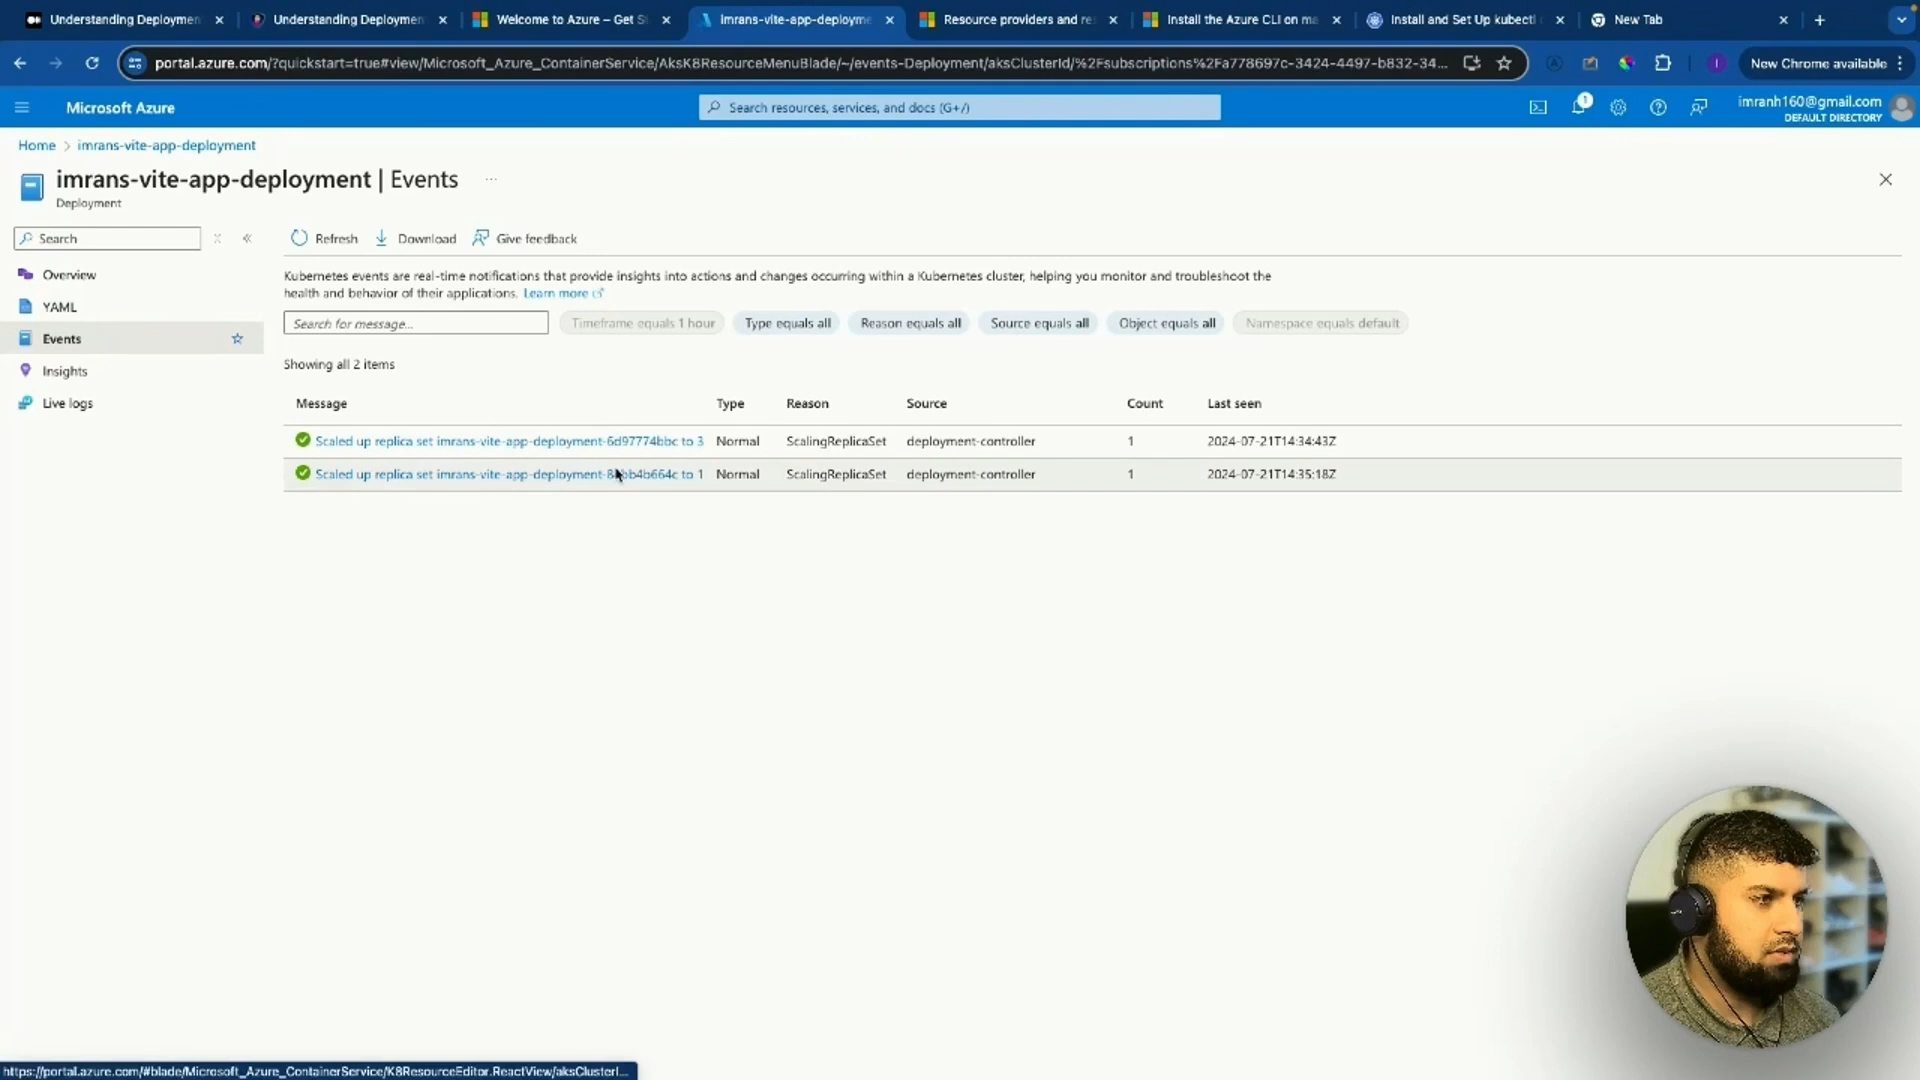 Understanding Deploymen
Understanding Deploymen
Welcome to Azure – Get St
imrans-vite-app-deployme
Resource providers and re
Install the Azure CLI on ma
Install and Set Up kubectl
New Tab
portal.azure.com/?quickstart=true#view/Microsoft_Azure_ContainerService/AksK8ResourceMenuBlade/~/events-Deployment/aksClusterId/%2Fsubscriptions%2Fa778697c-3424-4497-b832-34...
New Chrome available
Microsoft Azure
Search resources, services, and docs (G+/)
1
imranh160@gmail.com
DEFAULT DIRECTORY
Home > imrans-vite-app-deployment
imrans-vite-app-deployment | Events ...
Deployment
Search
Refresh
Download
Give feedback
Overview
YAML
Events
Insights
Live logs
Kubernetes events are real-time notifications that provide insights into actions and changes occurring within a Kubernetes cluster, helping you monitor and troubleshoot the
health and behavior of their applications. Learn more
Search for message...
Timeframe equals 1 hour
Type equals all
Reason equals all
Source equals all
Object equals all
Namespace equals default
Showing all 2 items
Message Type Reason Source Count Last seen
Scaled up replica set imrans-vite-app-deployment-6d97774bbc to 3 Normal ScalingReplicaSet deployment-controller 1 2024-07-21T14:34:43Z
Scaled up replica set to 1 Normal ScalingReplicaSet deployment-controller 1 2024-07-21T14:35:18Z
https://portal.azure.com/#blade/Microsoft_Azure_ContainerService/K8ResourceEditor.ReactView/aksClusterI...